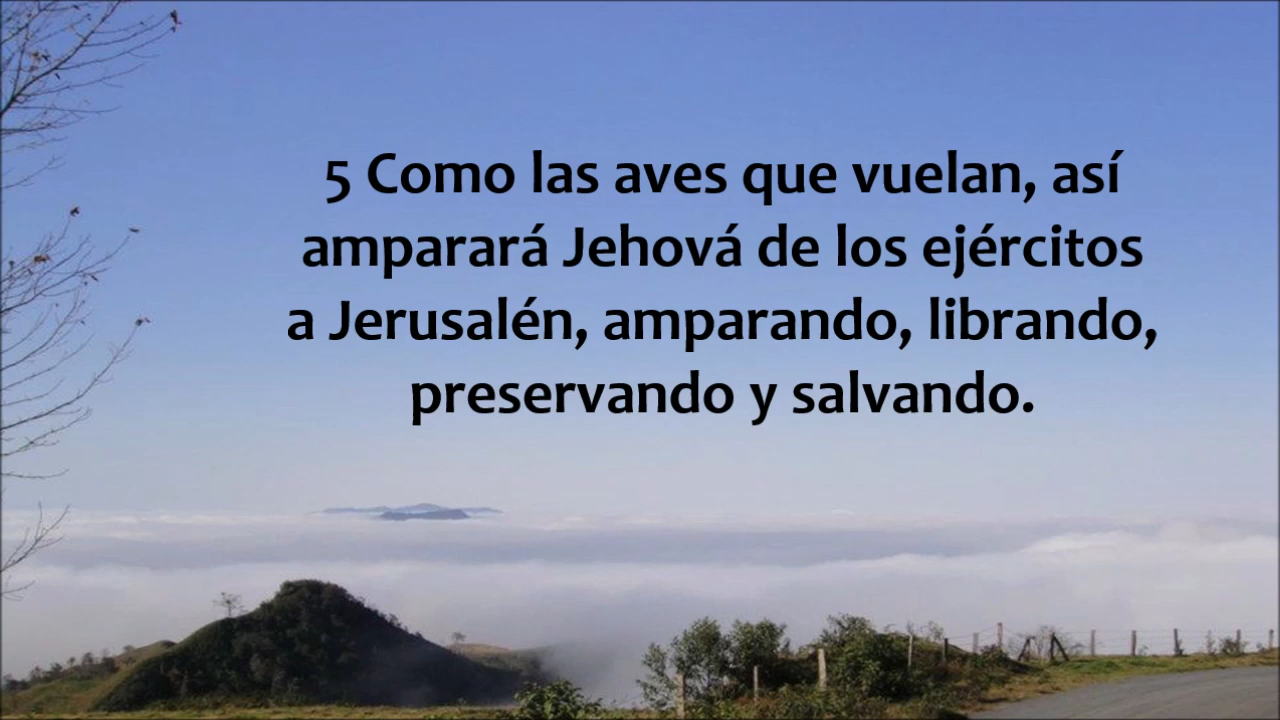 5 Como las aves que vuelan, así
amparará Jehová de los ejércitos
a Jerusalén, amparando, librando,
preservando y salvando.